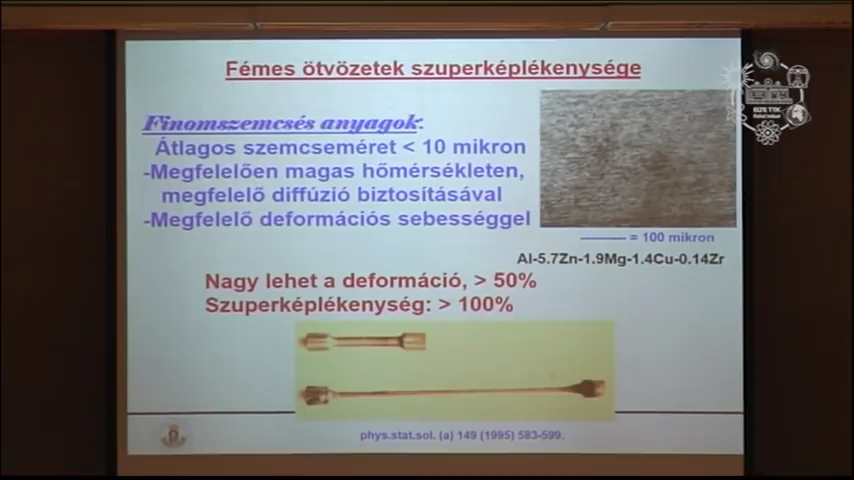 Fémes ötvözetek szuperképlékenysége
Finomszemcsés anyagok:
Átlagos szemcseméret < 10 mikron
-Megfelelően magas hőmérsékleten,
megfelelő diffúzió biztosításával
-Megfelelő deformációs sebességgel
= 100 mikron
Al-5.7Zn-1.9Mg-1.4Cu-0.14Zr
Nagy lehet a deformáció, > 50%
Szuperképlékenység: > 100%
phys.stat.sol. (a) 149 (1995) 583-599.
ELTE TTK